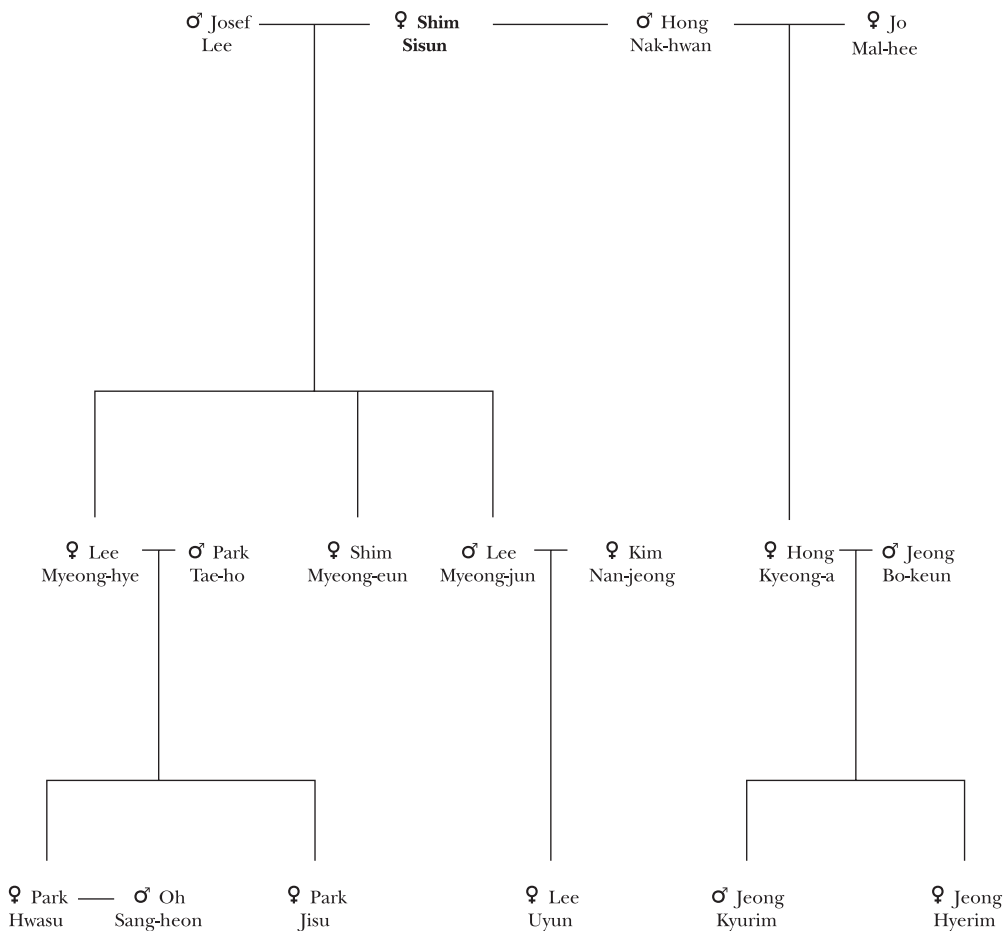 ♂ Josef
Lee
♀ Shim
Sisun
♂ Hong
Nak-hwan
♀ Jo
Mal-hee
♀ Lee
Myeong-hye
♂ Park
Tae-ho
♀ Shim
Myeong-eun
♂ Lee
Myeong-jun
♀ Kim
Nan-jeong
♀ Hong
Kyeong-a
♂ Jeong
Bo-keun
♀ Park
Hwasu
♂ Oh
Sang-heon
♀ Park
Jisu
♀ Lee
Uyun
♂ Jeong
Kyurim
♀ Jeong
Hyerim